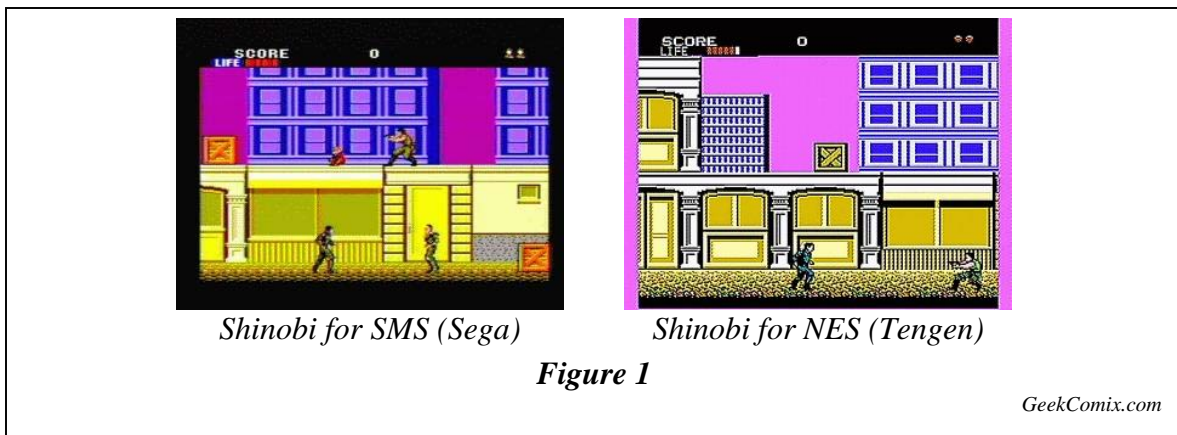 SCORE 0
LIFE
SCORE 0
LIFE
Shinobi for SMS (Sega)
Shinobi for NES (Tengen)
Figure 1
GeekComix.com